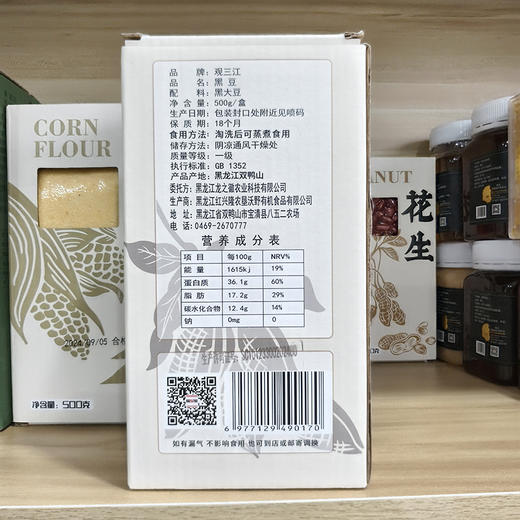 品 牌：观三江
品 名：黑 豆
配 料：黑大豆
净 含 量：500g/盒
生产日期：包装封口处附近见喷码
保 质 期：18个月
食用方法：淘洗后可蒸煮食用
储存方法：阴凉通风干燥处
质量等级：一级
执行标准：GB 1352
产品产地：黑龙江双鸭山
委托方：黑龙江龙之御农业科技有限公司
生产商：黑龙江红兴隆农垦沃野有机食品有限公司
地 址：黑龙江省双鸭山市宝清县八五二农场
电 话：0469-2670777
营养成分表
项目 每100g NRV%
能量 1615kj 19%
蛋白质 36.1g 60%
脂 肪 17.2g 29%
碳水化合物 12.4g 14%
钠 0mg 0
生产许可证号：
6 977129 490170
如有漏气 不影响食用 也可到店或邮寄调换
CORN
FLOUR
2024/09/05 合格
净含量：500克
ANUT
花生